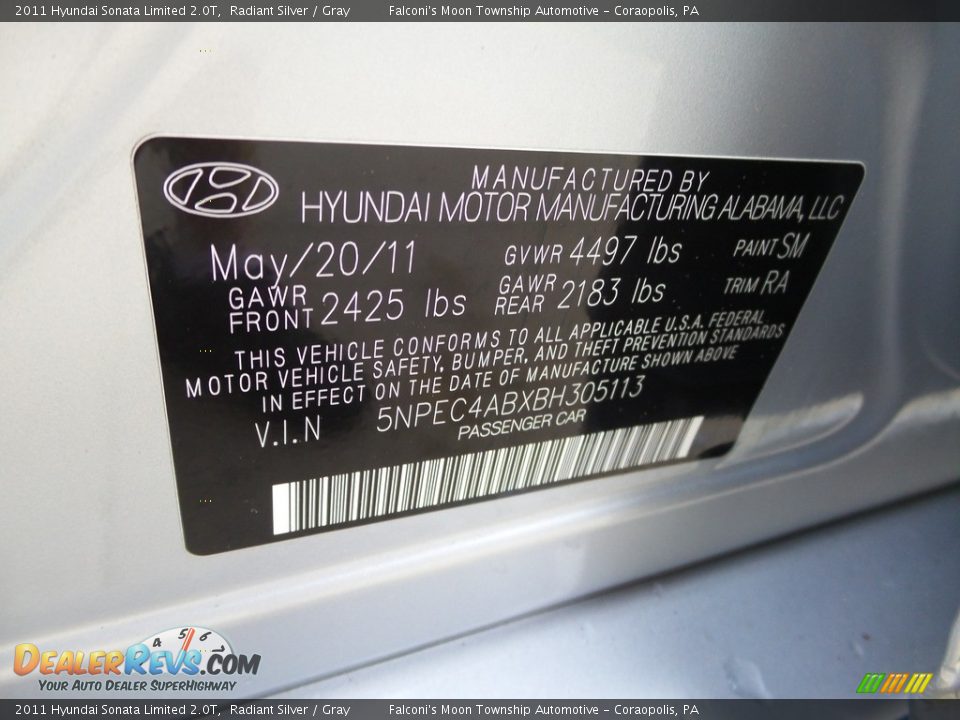 2011 Hyundai Sonata Limited 2.0T, Radiant Silver / Gray Falconi's Moon Township Automotive - Coraopolis, PA
MANUFACTURED BY
HYUNDAI MOTOR MANUFACTURING ALABAMA, LLC
May/20/11 GVWR 4497 lbs PAINT SM
GAWR FRONT 2425 lbs GAWR REAR 2183 lbs TRIM RA
THIS VEHICLE CONFORMS TO ALL APPLICABLE U.S.A. FEDERAL
MOTOR VEHICLE SAFETY, BUMPER, AND THEFT PREVENTION STANDARDS
IN EFFECT ON THE DATE OF MANUFACTURE SHOWN ABOVE
V.I.N 5NPEC4ABXBH305113
PASSENGER CAR
4 5 6
DEALERREVS.COM
YOUR AUTO DEALER SUPERHIGHWAY
2011 Hyundai Sonata Limited 2.0T, Radiant Silver / Gray Falconi's Moon Township Automotive - Coraopolis, PA